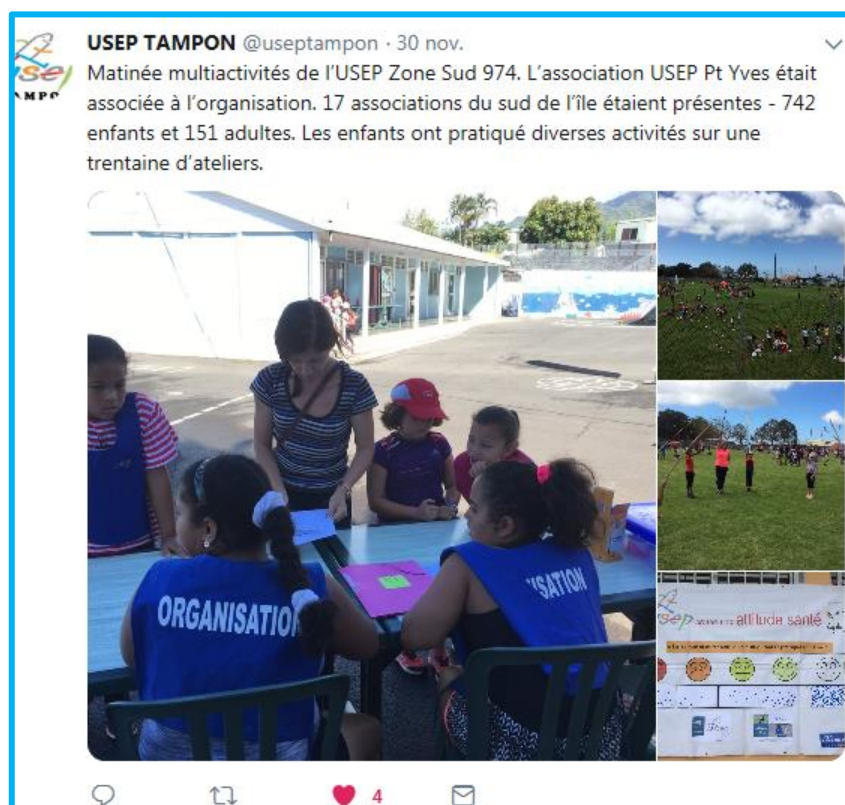 USEP TAMPON @useptampon · 30 nov.
Matinée multiactivités de l'USEP Zone Sud 974. L'association USEP Pt Yves était
associée à l'organisation. 17 associations du sud de l'île étaient présentes - 742
enfants et 151 adultes. Les enfants ont pratiqué diverses activités sur une
trentaine d'ateliers.
ORGANISATION
ISATION
usep
attitude santé
4